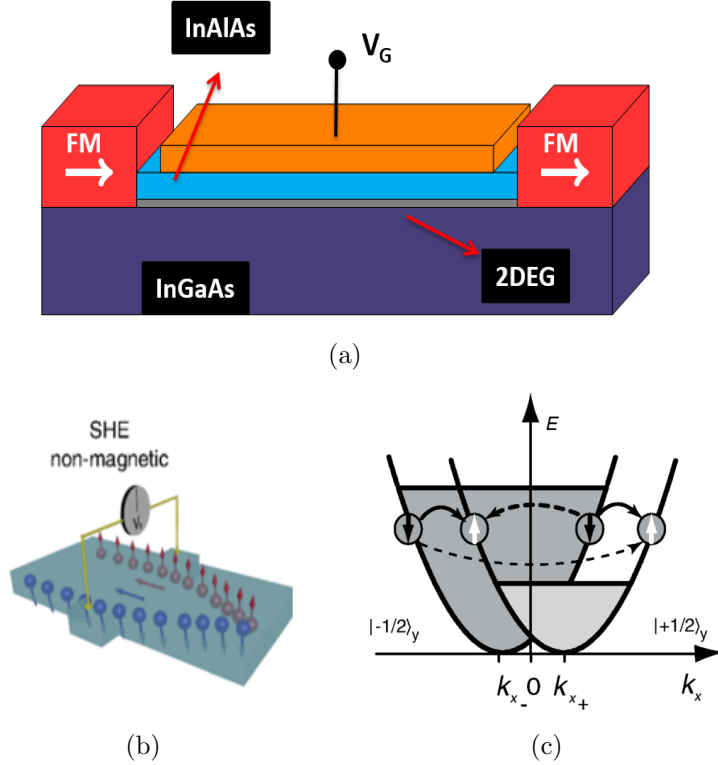 InAlAs
V_G
FM
FM
2DEG
InGaAs
(a)
SHE
non-magnetic
E
|-1/2⟩_y
|+1/2⟩_y
k_x- 0 k_x+
k_x
(b)
(c)